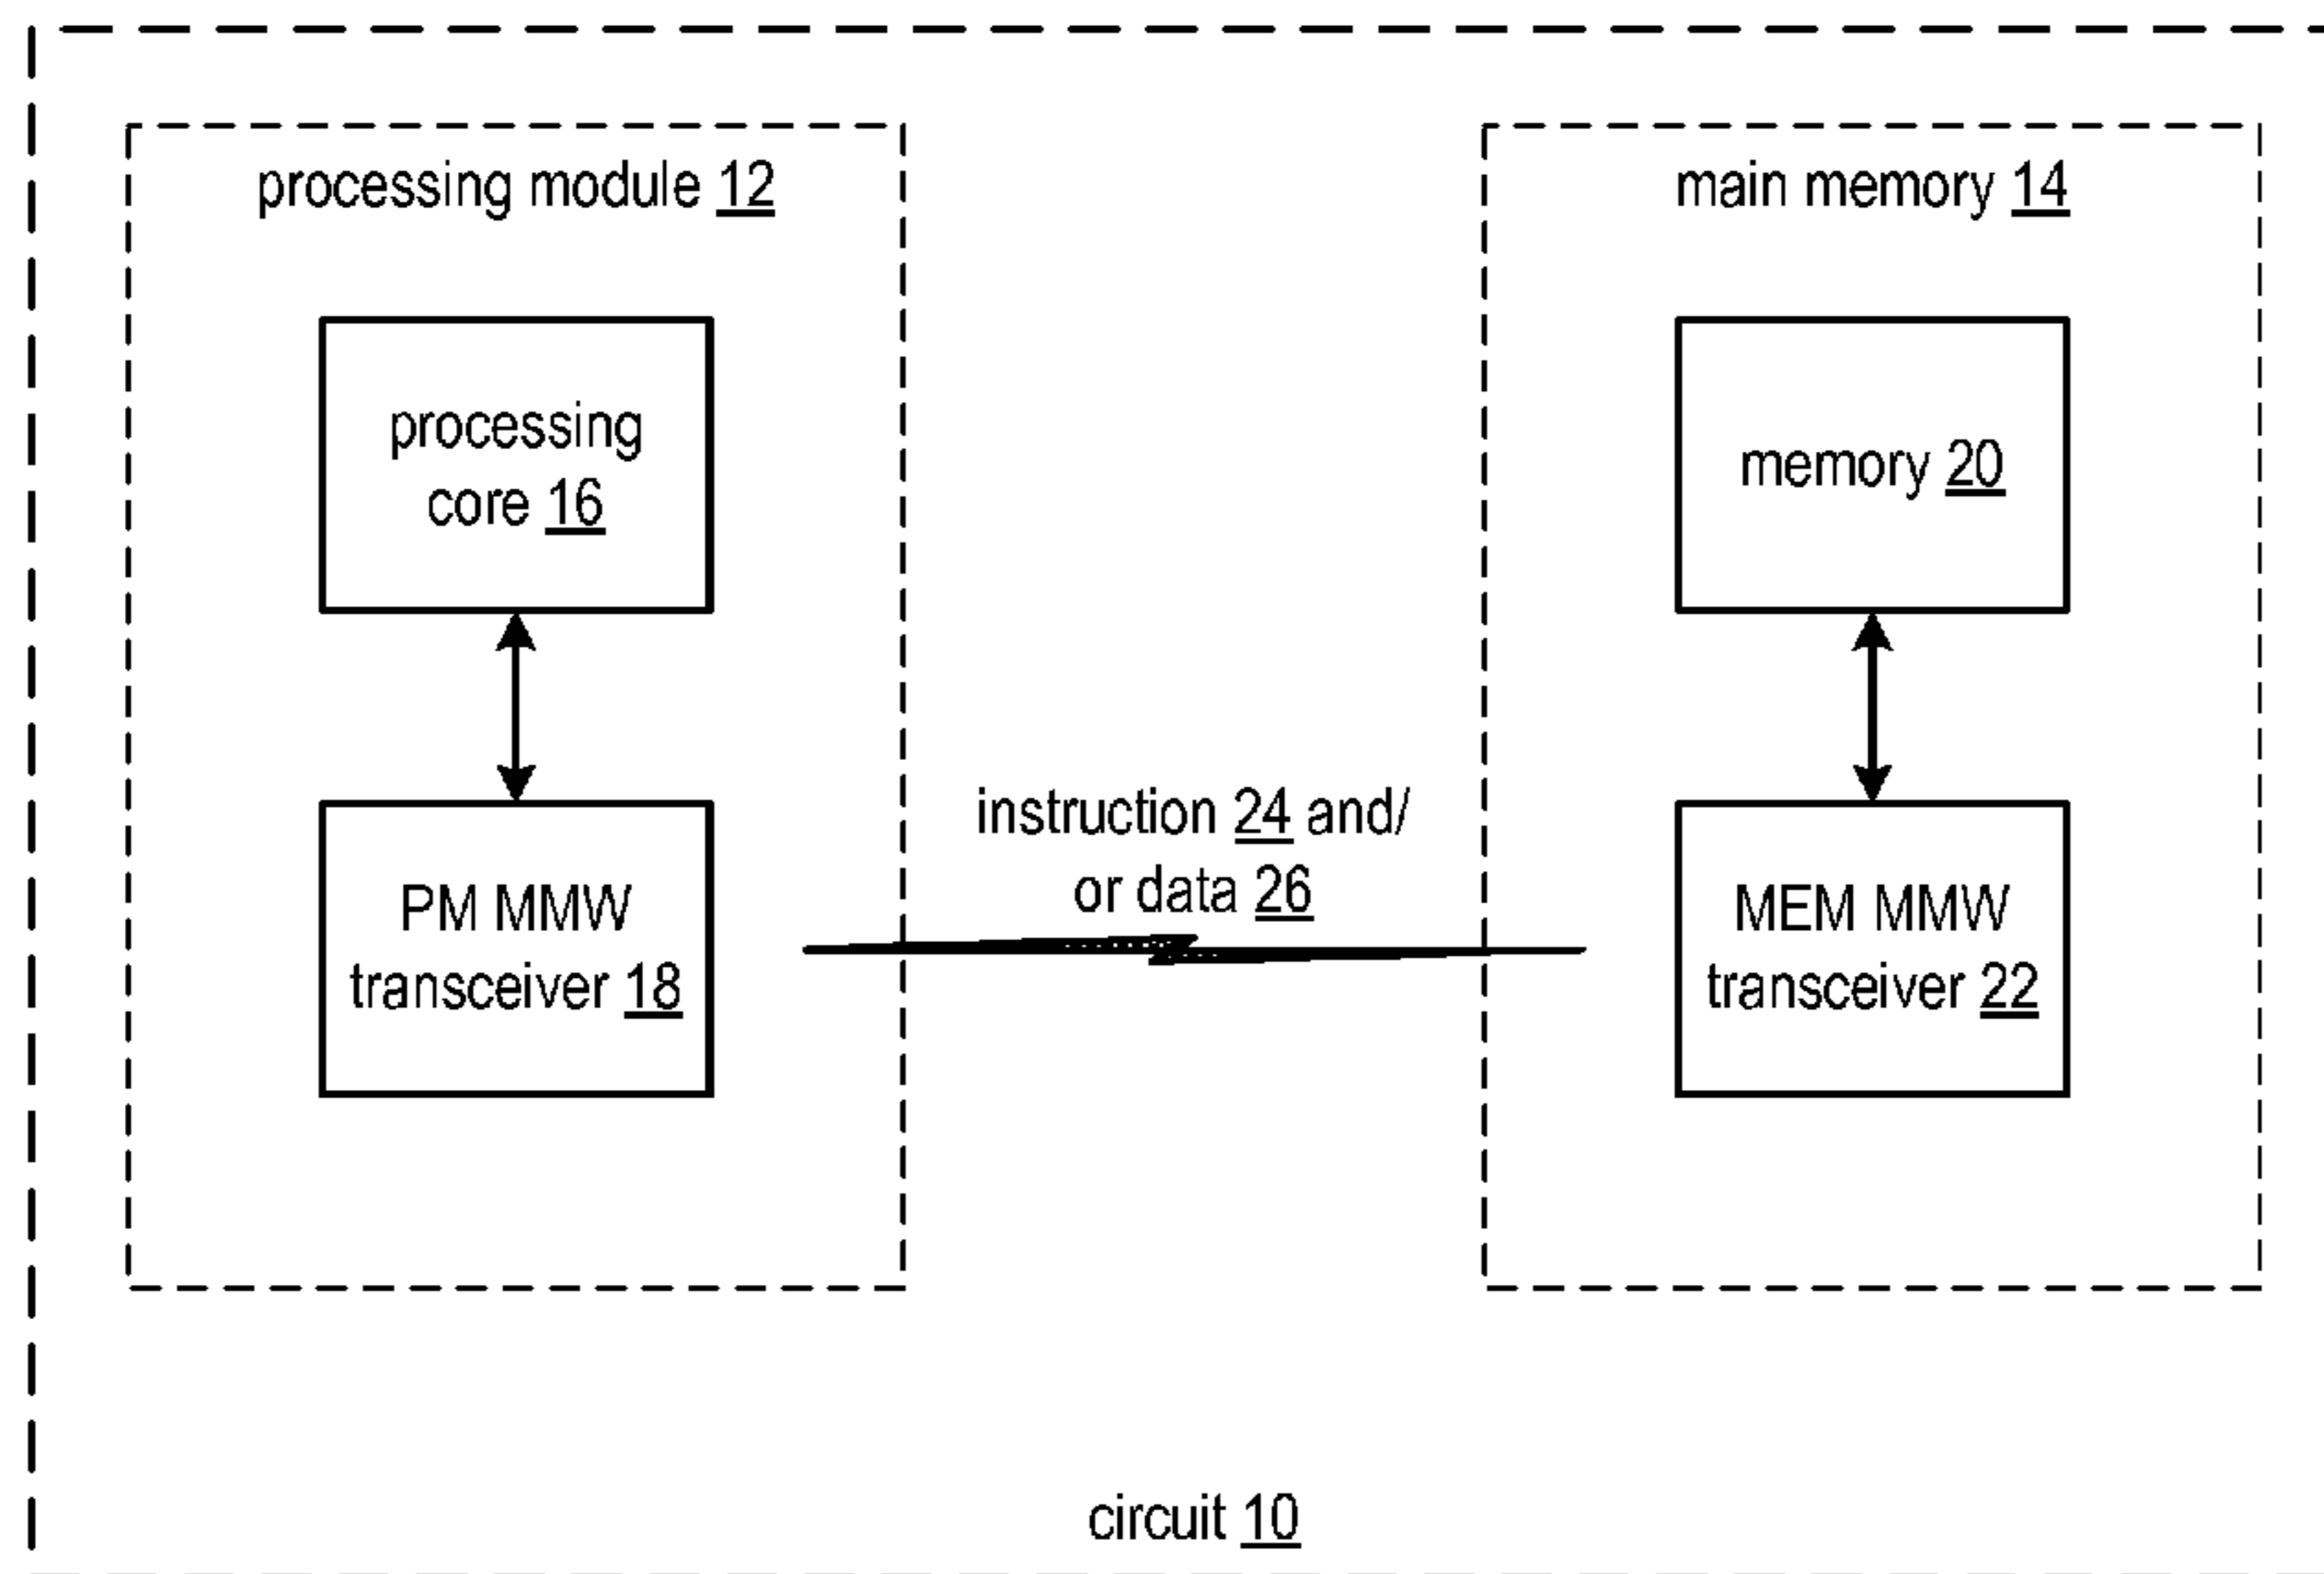 processing module 12
main memory 14
processing
core 16
memory 20
instruction 24 and/
or data 26
PM MMW
transceiver 18
MEM MMW
transceiver 22
circuit 10